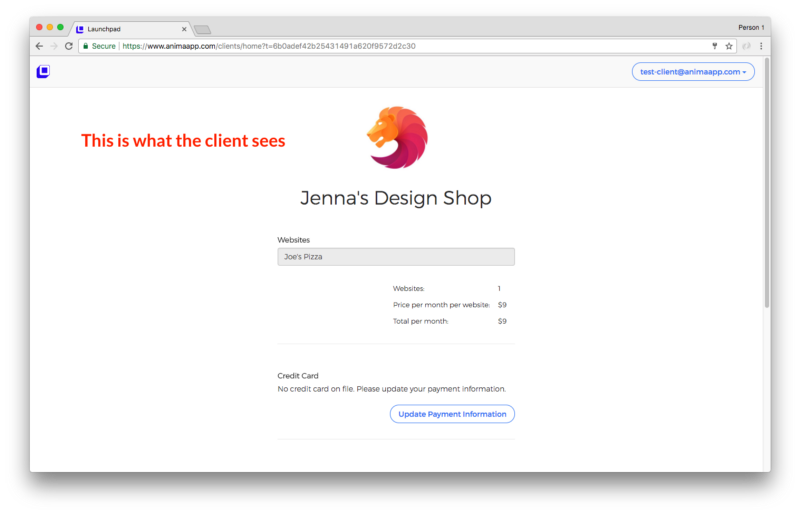 Launchpad
Person 1
Secure
https://www.animaapp.com/clients/home?t=6b0adef42b25431491a620f9572d2c30
test-client@animaapp.com
This is what the client sees
Jenna's Design Shop
Websites
Joe's Pizza
Websites: 1
Price per month per website: $9
Total per month: $9
Credit Card
No credit card on file. Please update your payment information.
Update Payment Information